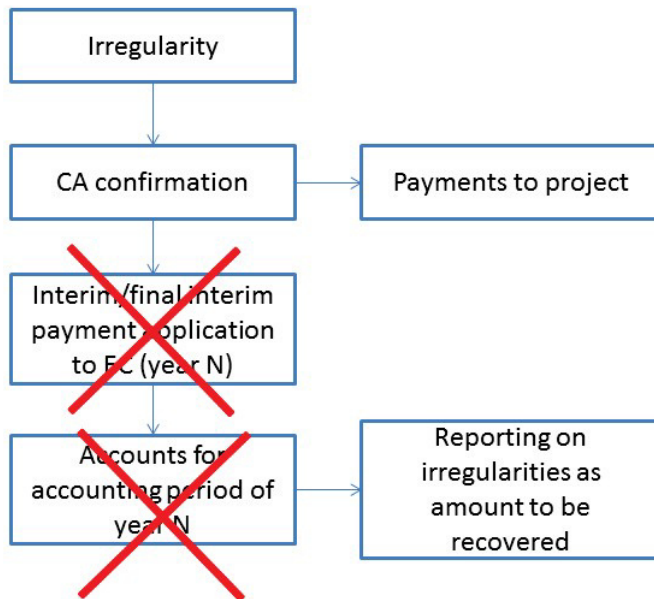 Irregularity
CA confirmation
Payments to project
Interim/final interim
payment application
to EC (year N)
Accounts for
accounting period of
year N
Reporting on
irregularities as
amount to be
recovered